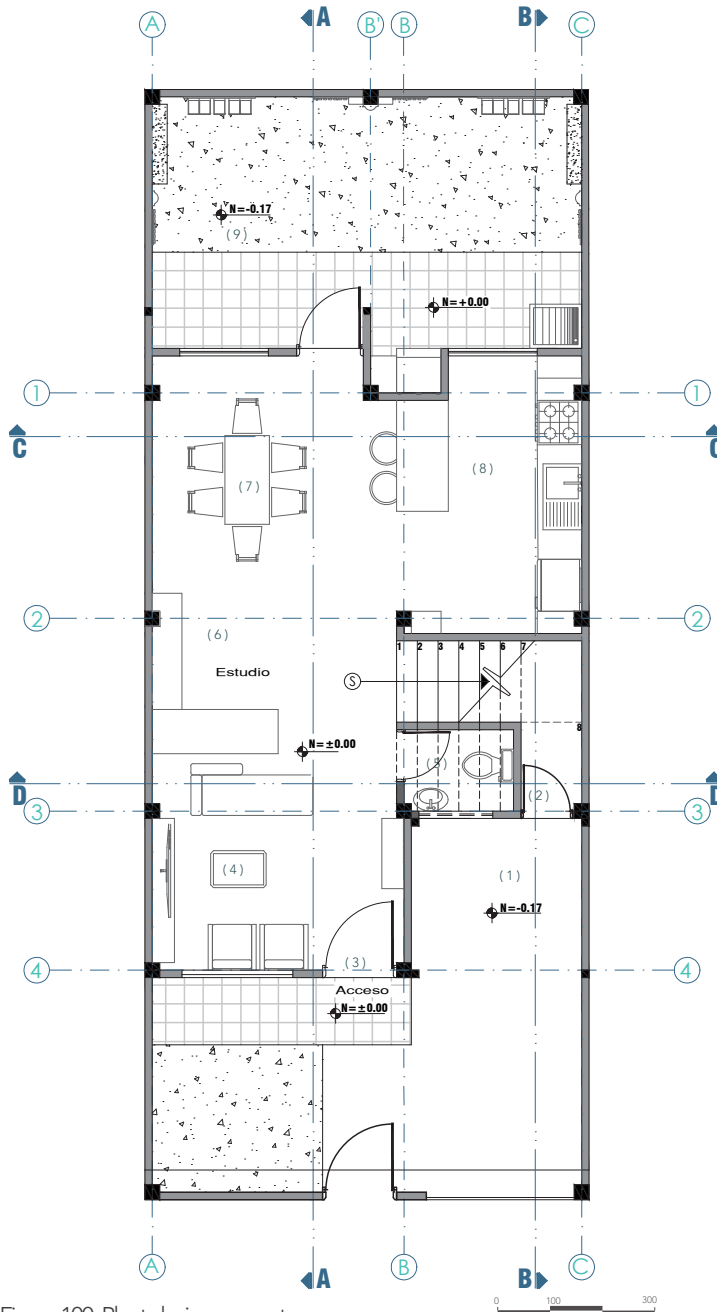 A B
A B' B C
N=-0.17
(9)
N=+0.00
1 1
C C
(7) (8)
2 2
(6)
1 2 3 4 5 6 7
Estudio
S
8
N=±0.00
(5)
D D
(2)
3 3
(4) (1)
N=-0.17
(3)
4 4
Acceso
N=±0.00
A B C
A B
0 100 300